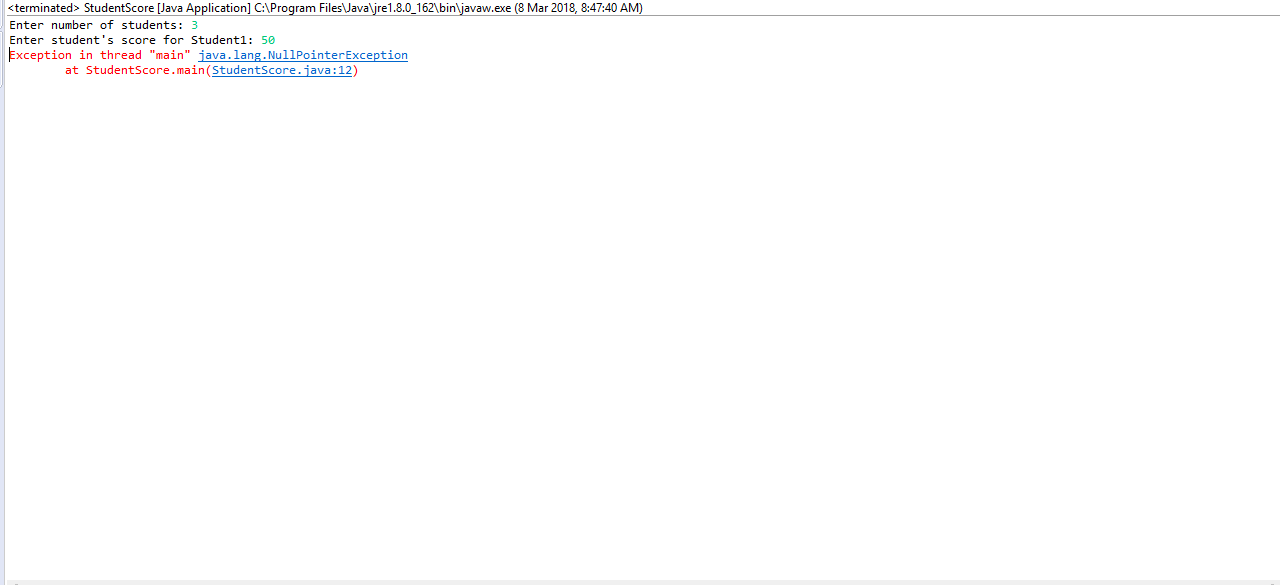 <terminated> StudentScore [Java Application] C:\Program Files\Java\jre1.8.0_162\bin\javaw.exe (8 Mar 2018, 8:47:40 AM)
Enter number of students: 3
Enter student's score for Student1: 50
Exception in thread "main" java.lang.NullPointerException
        at StudentScore.main(StudentScore.java:12)